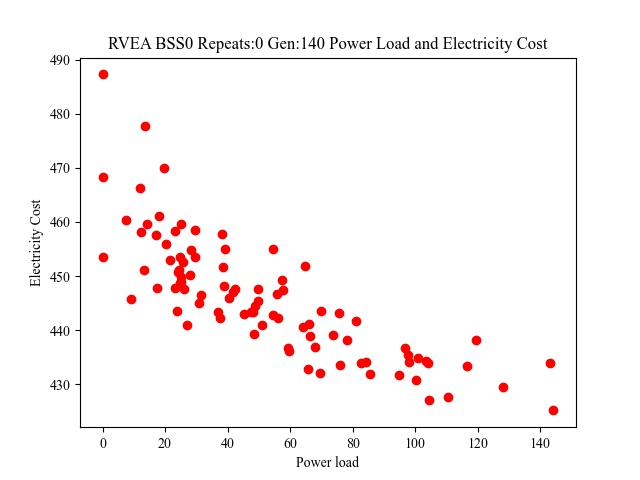 RVEA BSS0 Repeats:0 Gen:140 Power Load and Electricity Cost
490
480
470
460
450
440
430
Electricity Cost
0 20 40 60 80 100 120 140
Power load